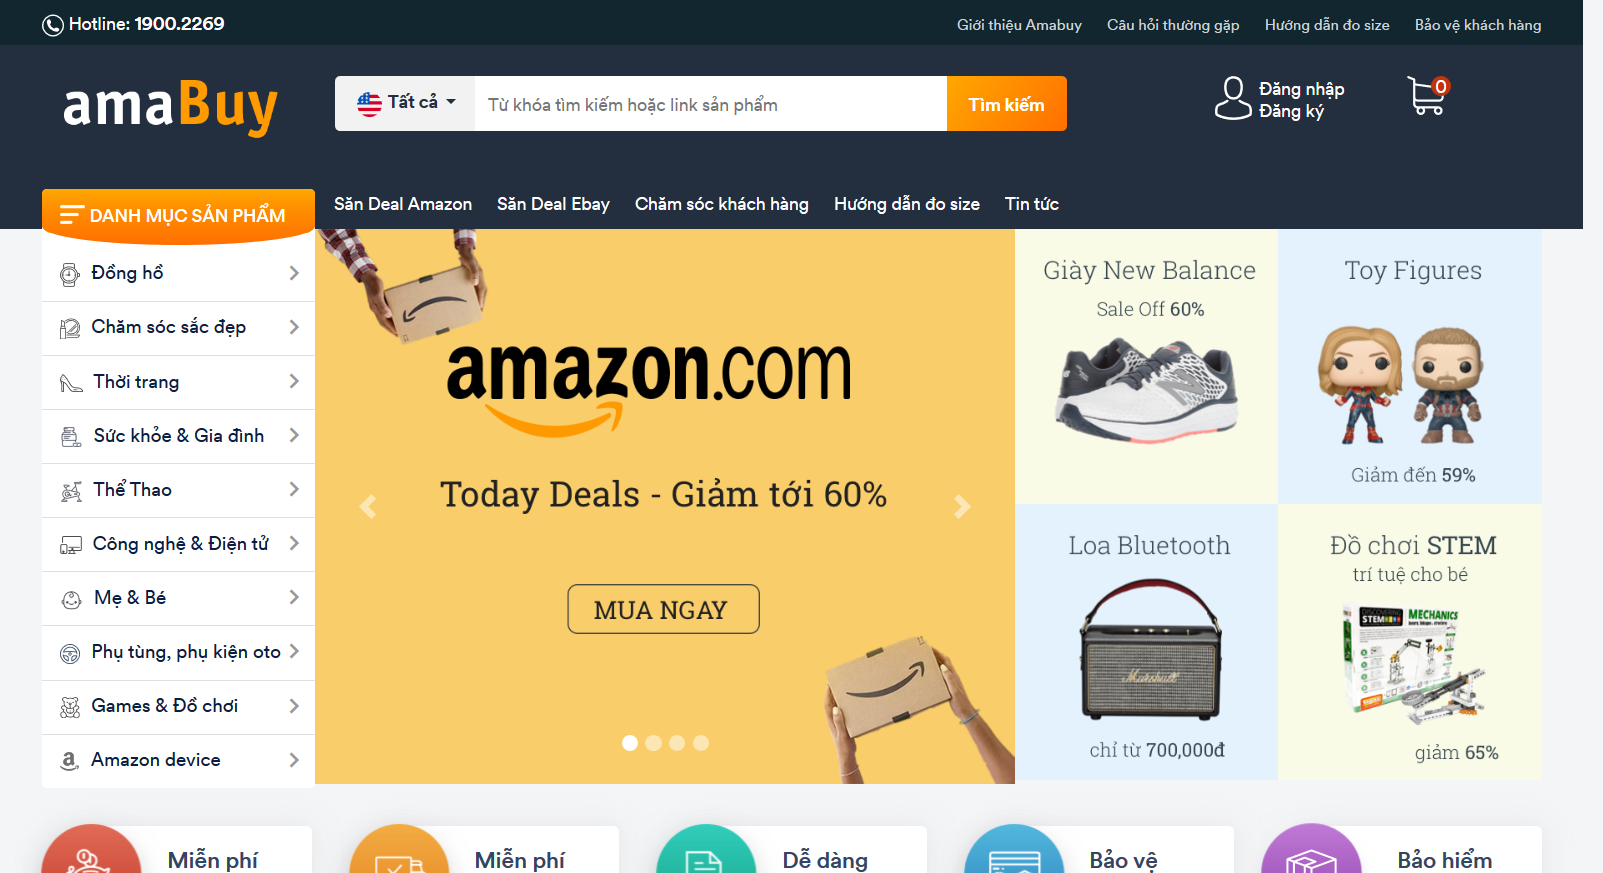 Hotline: 1900.2269
Giới thiệu Amabuy
Câu hỏi thường gặp
Hướng dẫn đo size
Bảo vệ khách hàng
amaBuy
Tất cả
Từ khóa tìm kiếm hoặc link sản phẩm
Tìm kiếm
Đăng nhập
Đăng ký
0
DANH MỤC SẢN PHẨM
Săn Deal Amazon
Săn Deal Ebay
Chăm sóc khách hàng
Hướng dẫn đo size
Tin tức
Đồng hồ
Chăm sóc sắc đẹp
Thời trang
Sức khỏe & Gia đình
Thể Thao
Công nghệ & Điện tử
Mẹ & Bé
Phụ tùng, phụ kiện oto
Games & Đồ chơi
Amazon device
amazon.com
Today Deals - Giảm tới 60%
MUA NGAY
Giày New Balance
Sale Off 60%
Toy Figures
Giảm đến 59%
Loa Bluetooth
Marshall
chỉ từ 700,000đ
Đồ chơi STEM
trí tuệ cho bé
DISCOVERING
STEM
MECHANICS
giảm 65%
Miễn phí
Miễn phí
Dễ dàng
Bảo vệ
Bảo hiểm